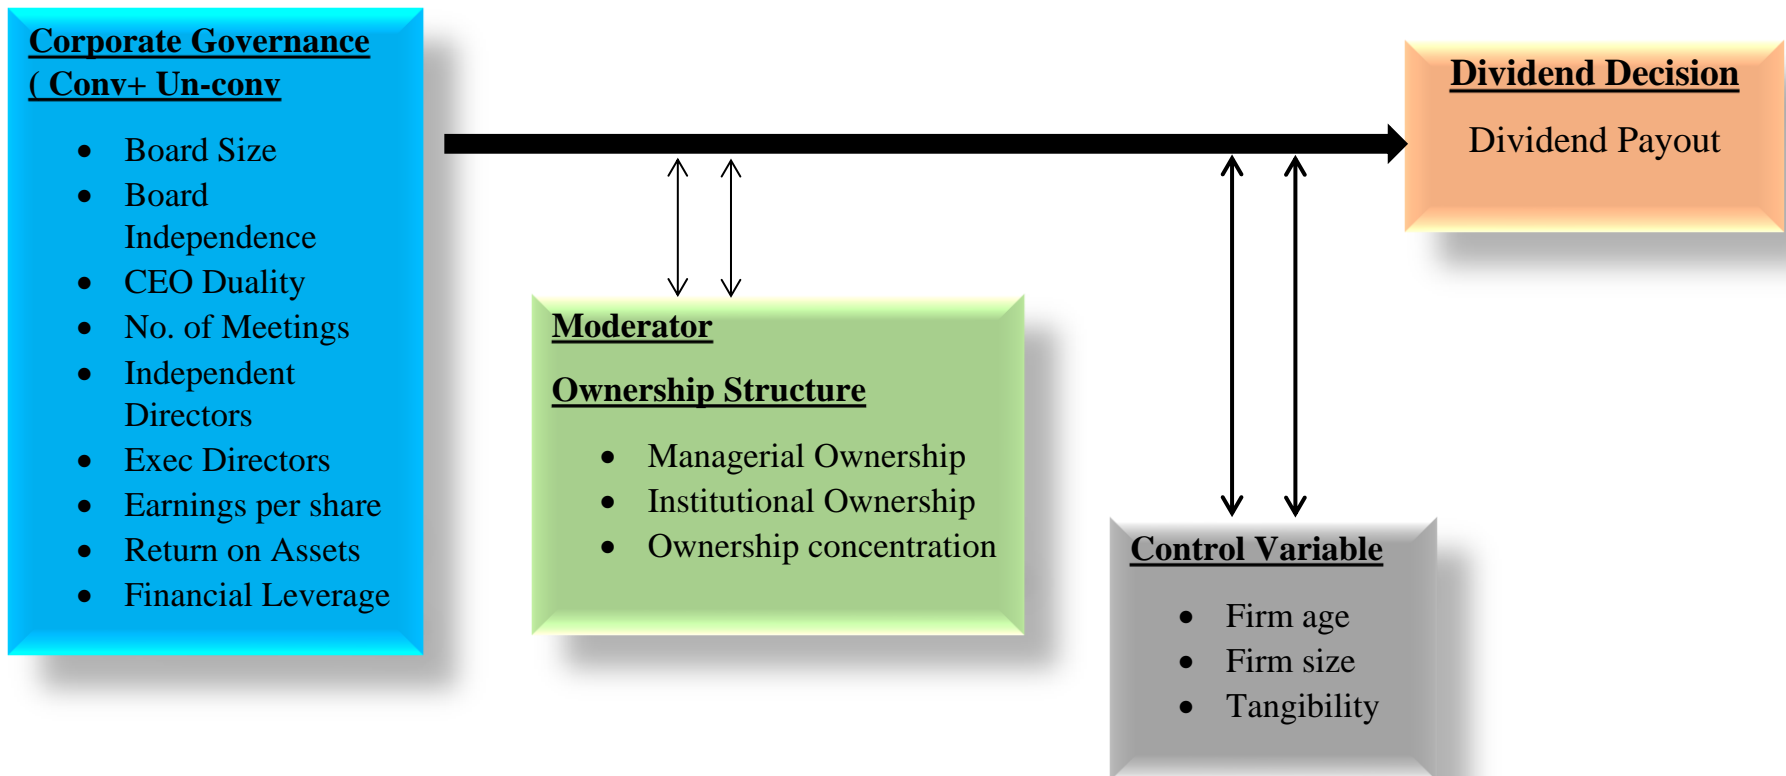 Corporate Governance
( Conv+ Un-conv
• Board Size
• Board
Independence
• CEO Duality
• No. of Meetings
• Independent
Directors
• Exec Directors
• Earnings per share
• Return on Assets
• Financial Leverage
Moderator
Ownership Structure
• Managerial Ownership
• Institutional Ownership
• Ownership concentration
Control Variable
• Firm age
• Firm size
• Tangibility
Dividend Decision
Dividend Payout